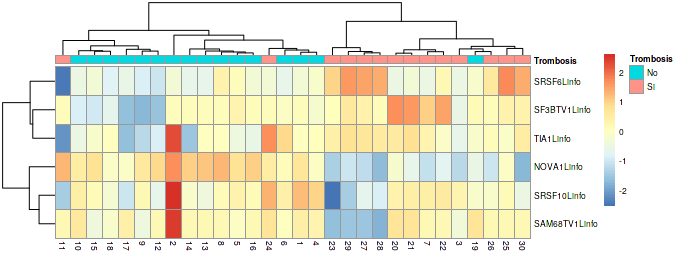 Trombosis
SRSF6Linfo
SF3BTV1Linfo
TIA1Linfo
NOVA1Linfo
SRSF10Linfo
SAM68TV1Linfo
11 10 15 18 17 9 12 2 14 13 8 5 16 24 6 1 4 23 29 27 28 20 21 7 22 3 19 26 25 30
2
1
0
-1
-2
Trombosis
No
Si